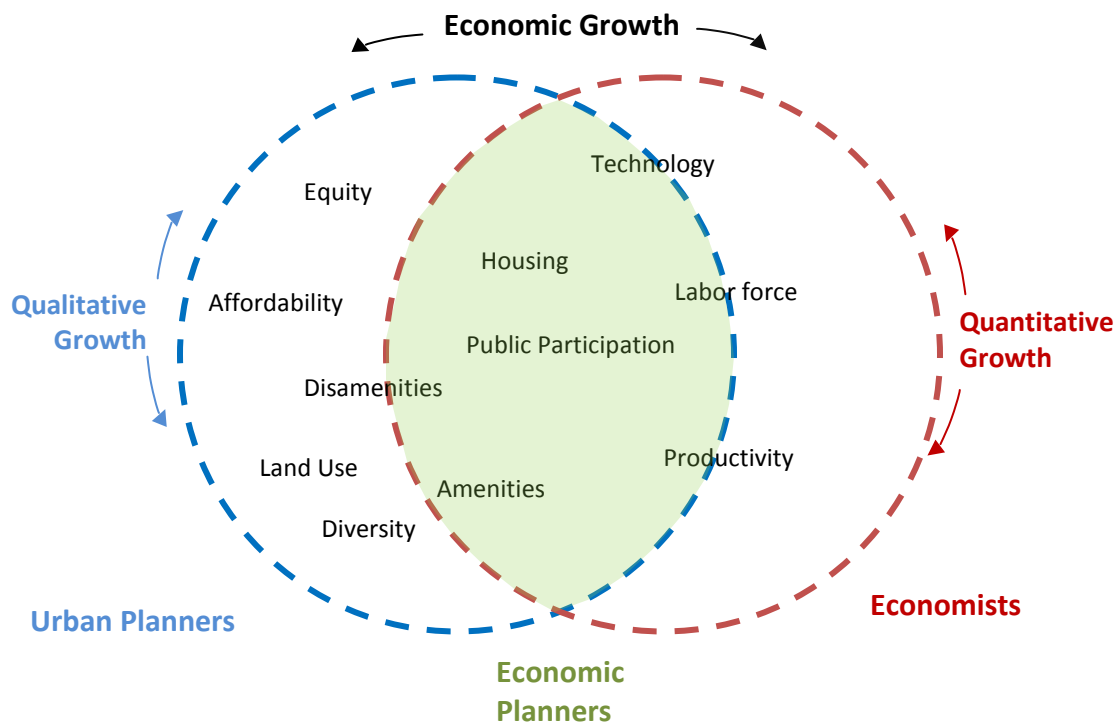 Economic Growth
Technology
Equity
Housing
Affordability
Labor force
Qualitative
Growth
Quantitative
Growth
Public Participation
Disamenities
Land Use
Productivity
Amenities
Diversity
Urban Planners
Economists
Economic
Planners